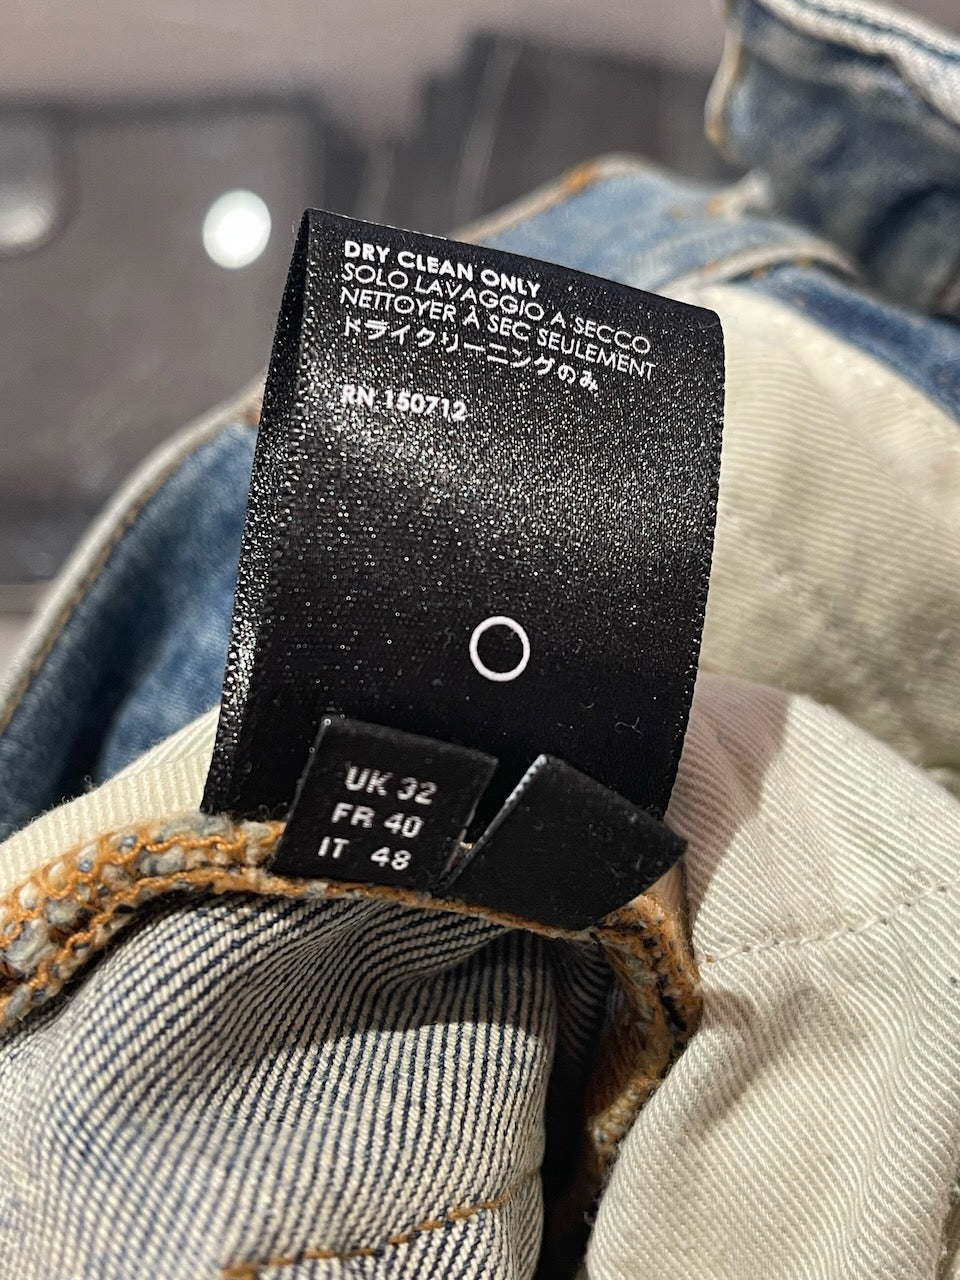 DRY CLEAN ONLY
SOLO LAVAGGIO A SECCO
NETTOYER À SEC SEULEMENT
ドライクリーニングのみ
RN 150712
UK 32
FR 40
IT 48